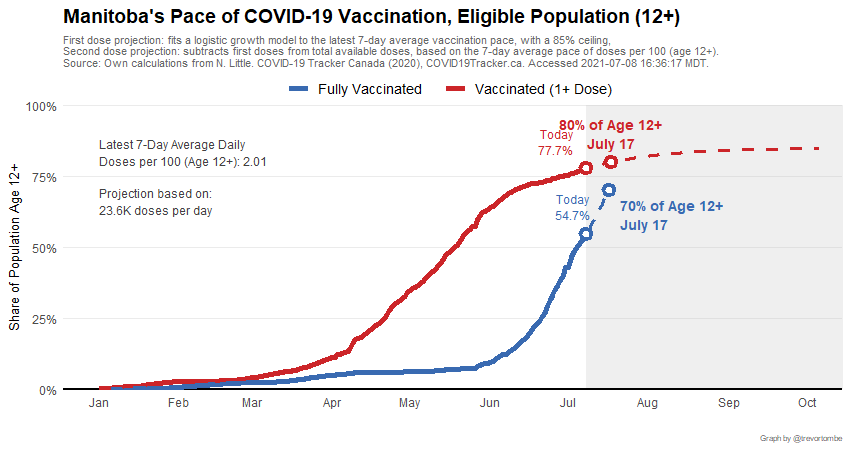 Manitoba's Pace of COVID-19 Vaccination, Eligible Population (12+)
First dose projection: fits a logistic growth model to the latest 7-day average vaccination pace, with a 85% ceiling,
Second dose projection: subtracts first doses from total available doses, based on the 7-day average pace of doses per 100 (age 12+).
Source: Own calculations from N. Little. COVID-19 Tracker Canada (2020), COVID19Tracker.ca. Accessed 2021-07-08 16:36:17 MDT.
Fully Vaccinated
Vaccinated (1+ Dose)
100%
75%
50%
25%
0%
Share of Population Age 12+
Latest 7-Day Average Daily
Doses per 100 (Age 12+): 2.01
Projection based on:
23.6K doses per day
80% of Age 12+
July 17
Today
77.7%
Today
54.7%
70% of Age 12+
July 17
Jan
Feb
Mar
Apr
May
Jun
Jul
Aug
Sep
Oct
Graph by @trevortombe